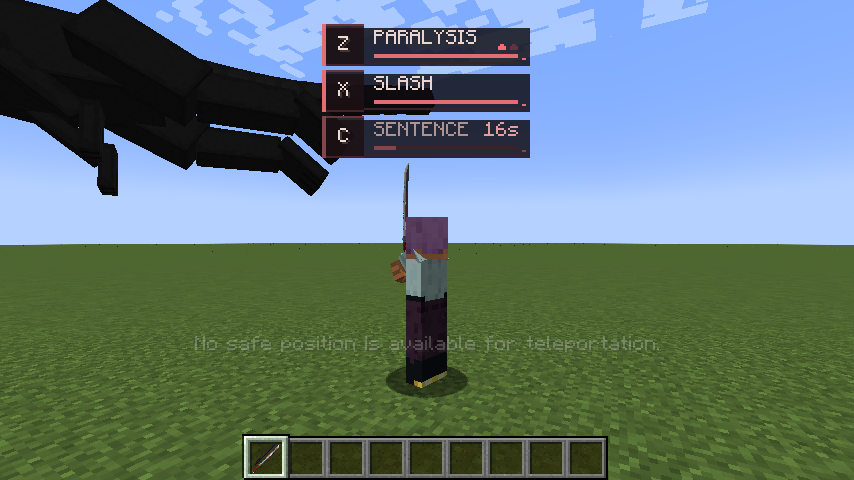 Z PARALYSIS
X SLASH
C SENTENCE 16s
No safe position is available for teleportation.